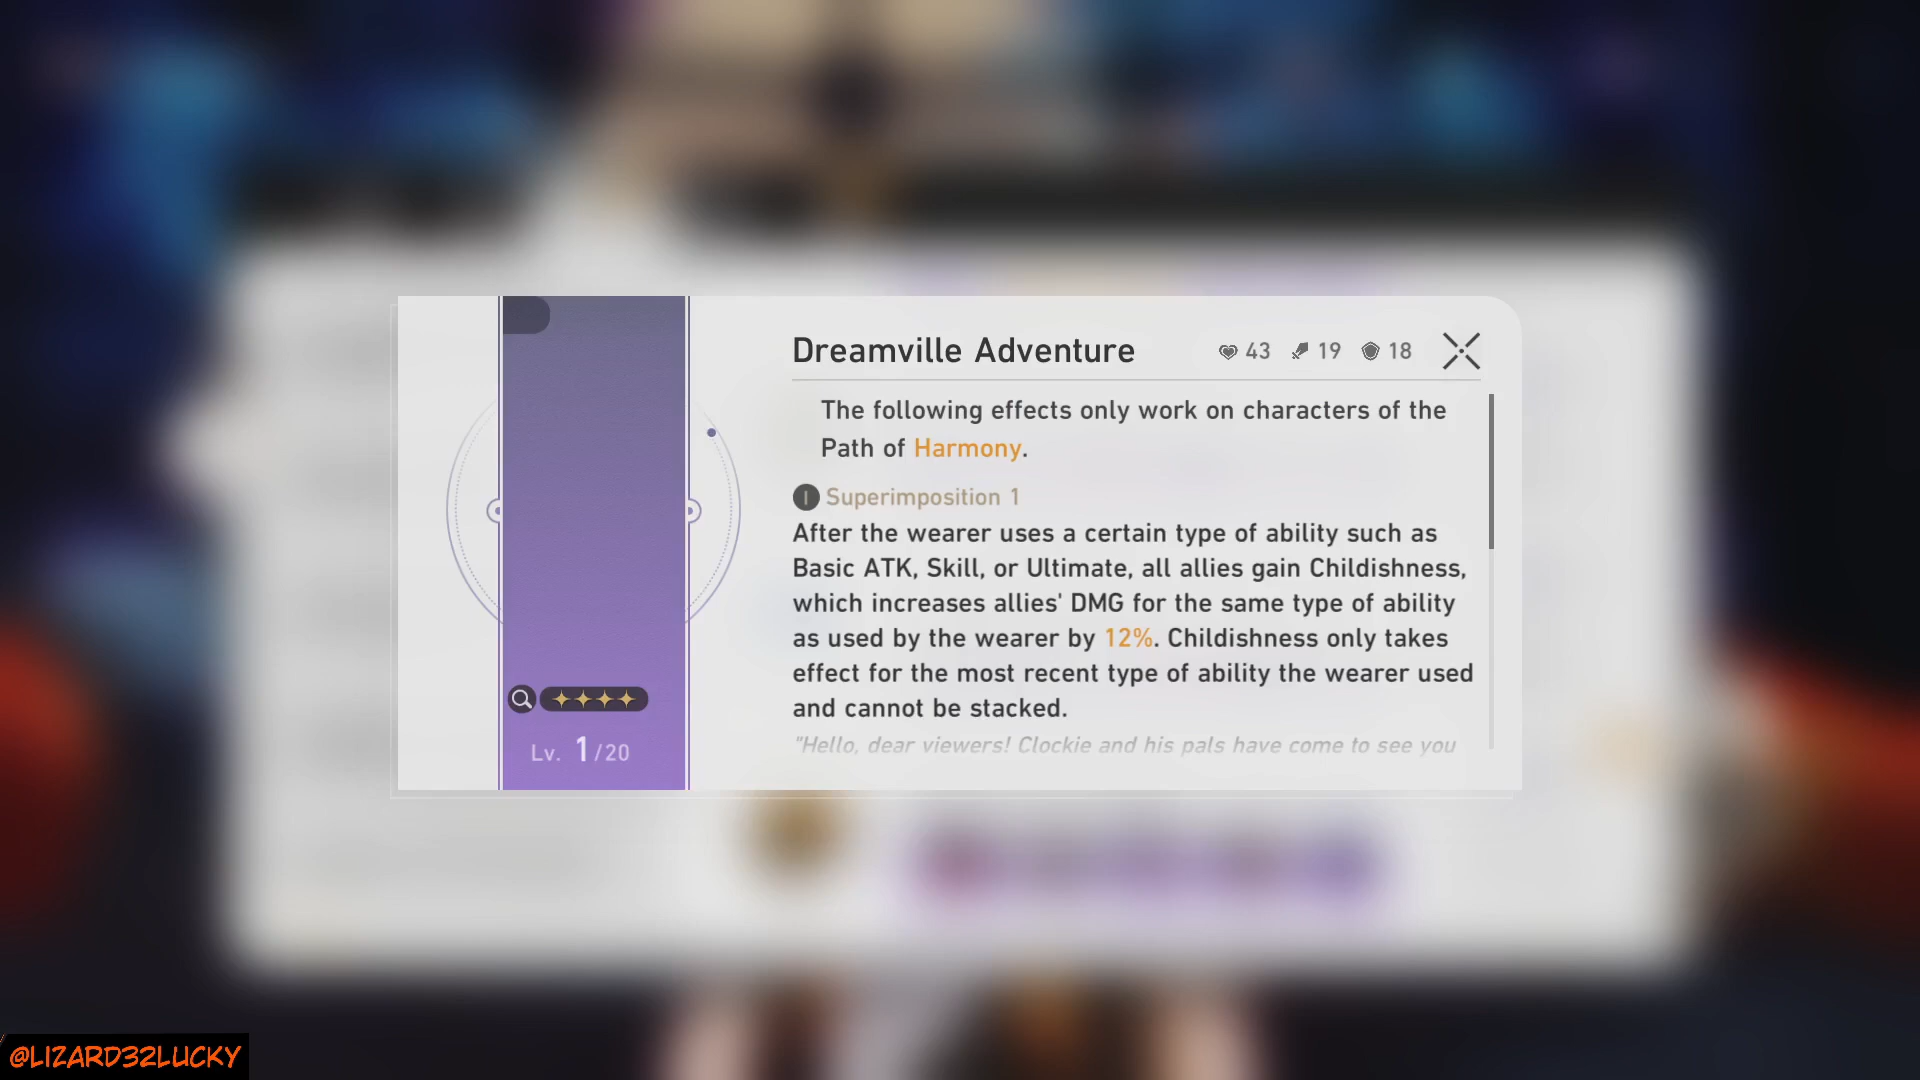 Dreamville Adventure 43 19 18
The following effects only work on characters of the
Path of Harmony.
Superimposition 1
After the wearer uses a certain type of ability such as
Basic ATK, Skill, or Ultimate, all allies gain Childishness,
which increases allies' DMG for the same type of ability
as used by the wearer by 12%. Childishness only takes
effect for the most recent type of ability the wearer used
and cannot be stacked.
"Hello, dear viewers! Clockie and his pals have come to see you
Lv. 1/20
@LIZARD32LUCKY